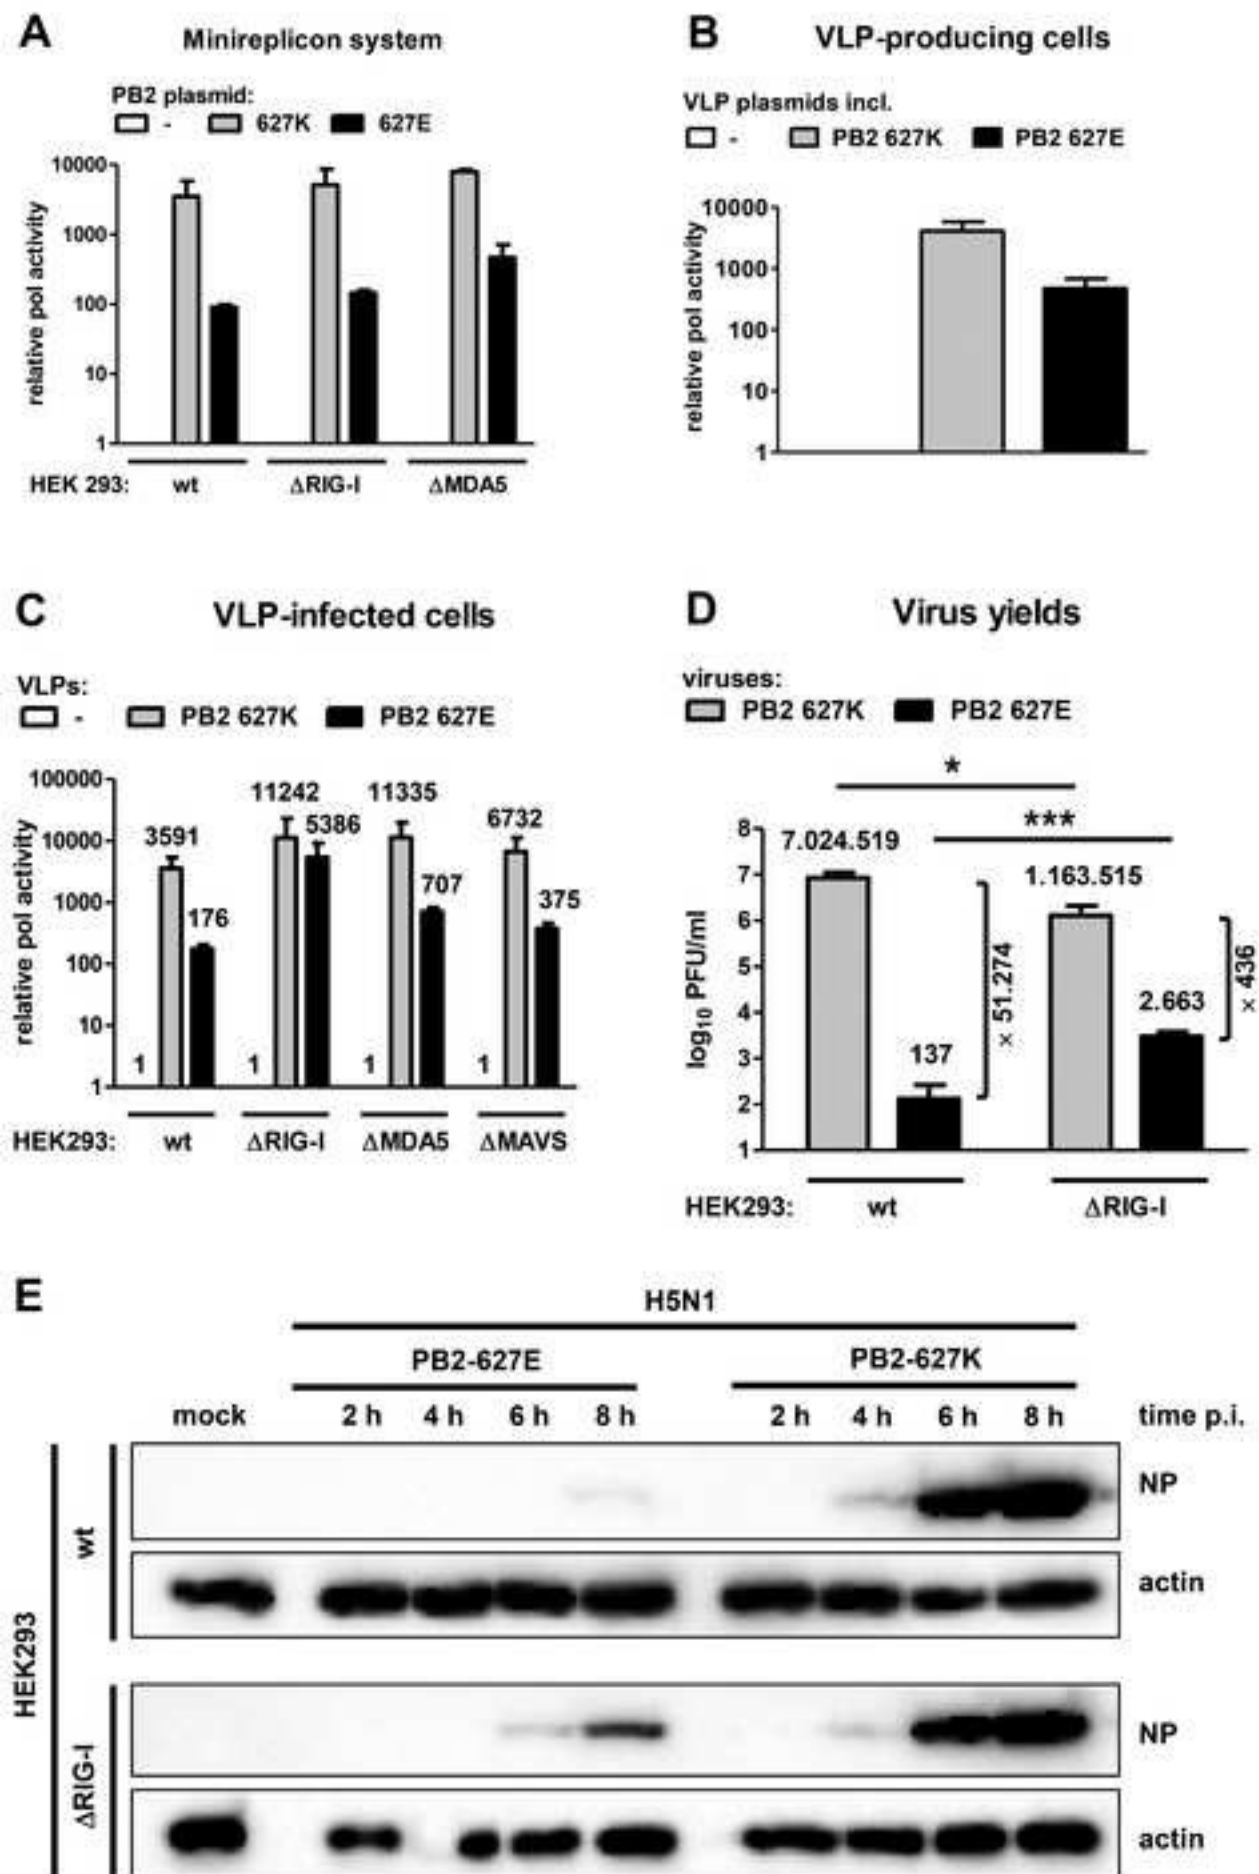 A
Minireplicon system
PB2 plasmid:
- 627K 627E
10000
1000
100
10
1
relative pol activity
HEK 293: wt ΔRIG-I ΔMDA5
B
VLP-producing cells
VLP plasmids incl.
- PB2 627K PB2 627E
10000
1000
100
10
1
relative pol activity
C
VLP-infected cells
VLPs:
- PB2 627K PB2 627E
100000
10000
1000
100
10
1
relative pol activity
1 3591 176
1 11242 5386
1 11335 707
1 6732 375
HEK293: wt ΔRIG-I ΔMDA5 ΔMAVS
D
Virus yields
viruses:
PB2 627K PB2 627E
*
***
8
7
6
5
4
3
2
1
log10 PFU/ml
7.024.519
137
× 51.274
1.163.515
2.663
× 436
HEK293: wt ΔRIG-I
E
H5N1
PB2-627E PB2-627K
mock 2 h 4 h 6 h 8 h 2 h 4 h 6 h 8 h time p.i.
HEK293
wt
NP
actin
ΔRIG-I
NP
actin